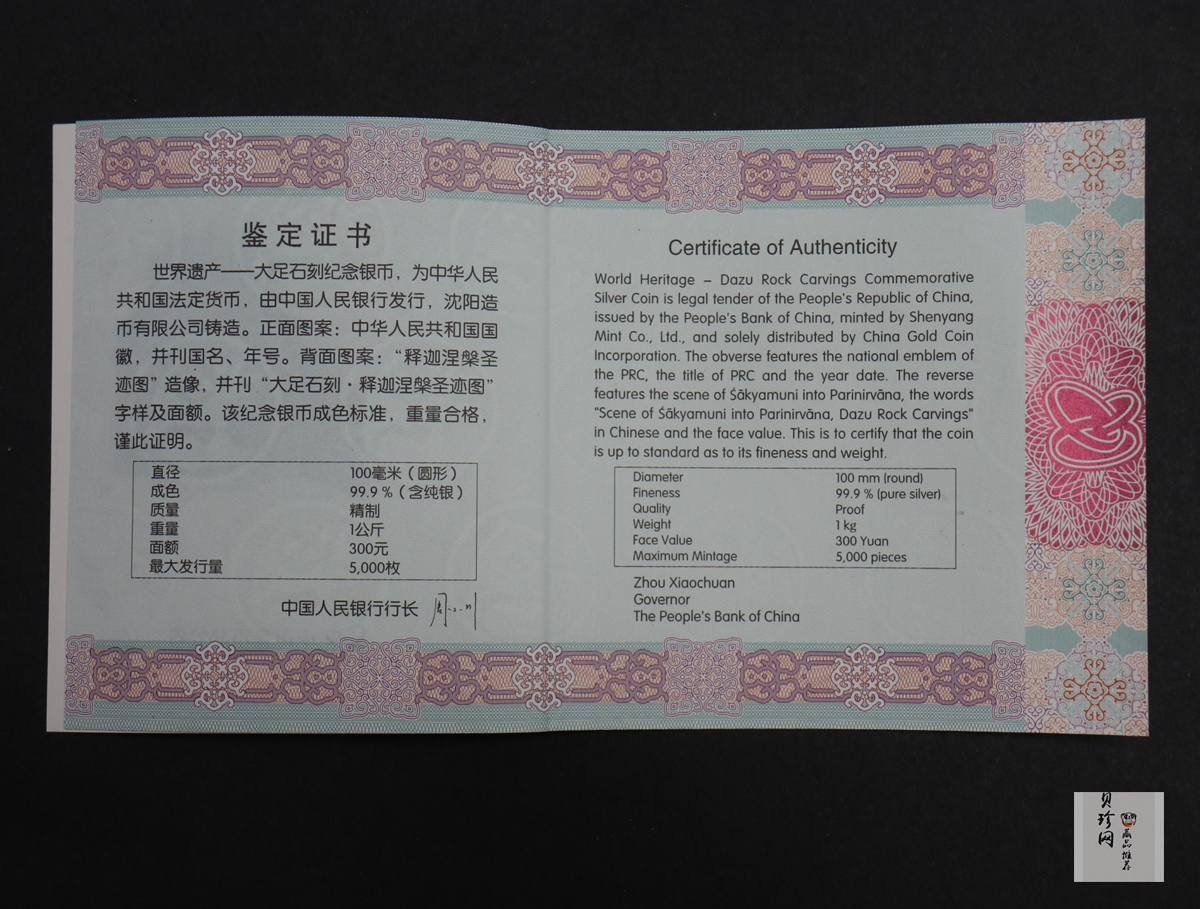 鉴定证书
世界遗产——大足石刻纪念银币，为中华人民
共和国法定货币，由中国人民银行发行，沈阳造
币有限公司铸造。正面图案：中华人民共和国国
徽，并刊国名、年号。背面图案：“释迦涅槃圣
迹图”造像，并刊“大足石刻·释迦涅槃圣迹图”
字样及面额。该纪念银币成色标准，重量合格，
谨此证明。
直径 100毫米（圆形）
成色 99.9％（含纯银）
质量 精制
重量 1公斤
面额 300元
最大发行量 5,000枚
中国人民银行行长
Certificate of Authenticity
World Heritage – Dazu Rock Carvings Commemorative
Silver Coin is legal tender of the People's Republic of China,
issued by the People's Bank of China, minted by Shenyang
Mint Co., Ltd., and solely distributed by China Gold Coin
Incorporation. The obverse features the national emblem of
the PRC, the title of PRC and the year date. The reverse
features the scene of Śākyamuni into Parinirvāna, the words
"Scene of Śākyamuni into Parinirvāna, Dazu Rock Carvings"
in Chinese and the face value. This is to certify that the coin
is up to standard as to its fineness and weight.
Diameter 100 mm (round)
Fineness 99.9 % (pure silver)
Quality Proof
Weight 1 kg
Face Value 300 Yuan
Maximum Mintage 5,000 pieces
Zhou Xiaochuan
Governor
The People's Bank of China
贝珍网
藏品推荐